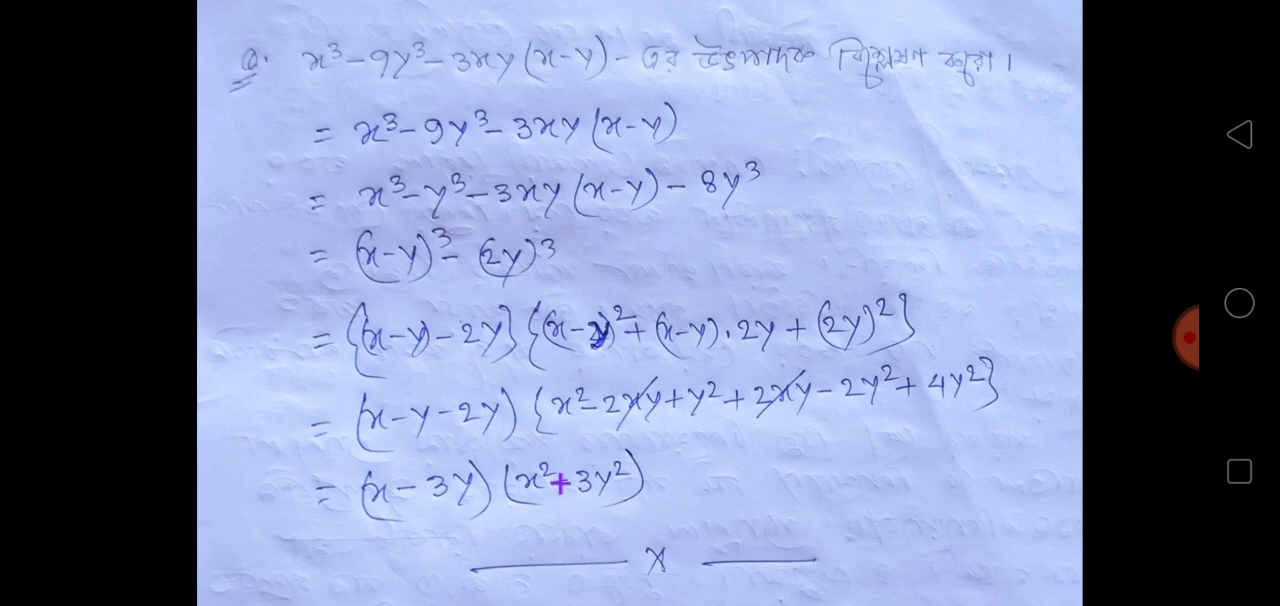 Q. x³-9y³-3xy(x-y)-এর উৎপাদক বিশ্লেষণ করো।
= x³-9y³-3xy(x-y)
= x³-y³-3xy(x-y)-8y³
= (x-y)³-(2y)³
= {(x-y)-2y}{(x-y)²+(x-y).2y+(2y)²}
= (x-y-2y){x²-2xy+y²+2xy-2y²+4y²}
= (x-3y)(x²+3y²)
x